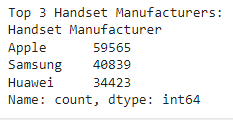 Top 3 Handset Manufacturers:
Handset Manufacturer
Apple      59565
Samsung    40839
Huawei     34423
Name: count, dtype: int64